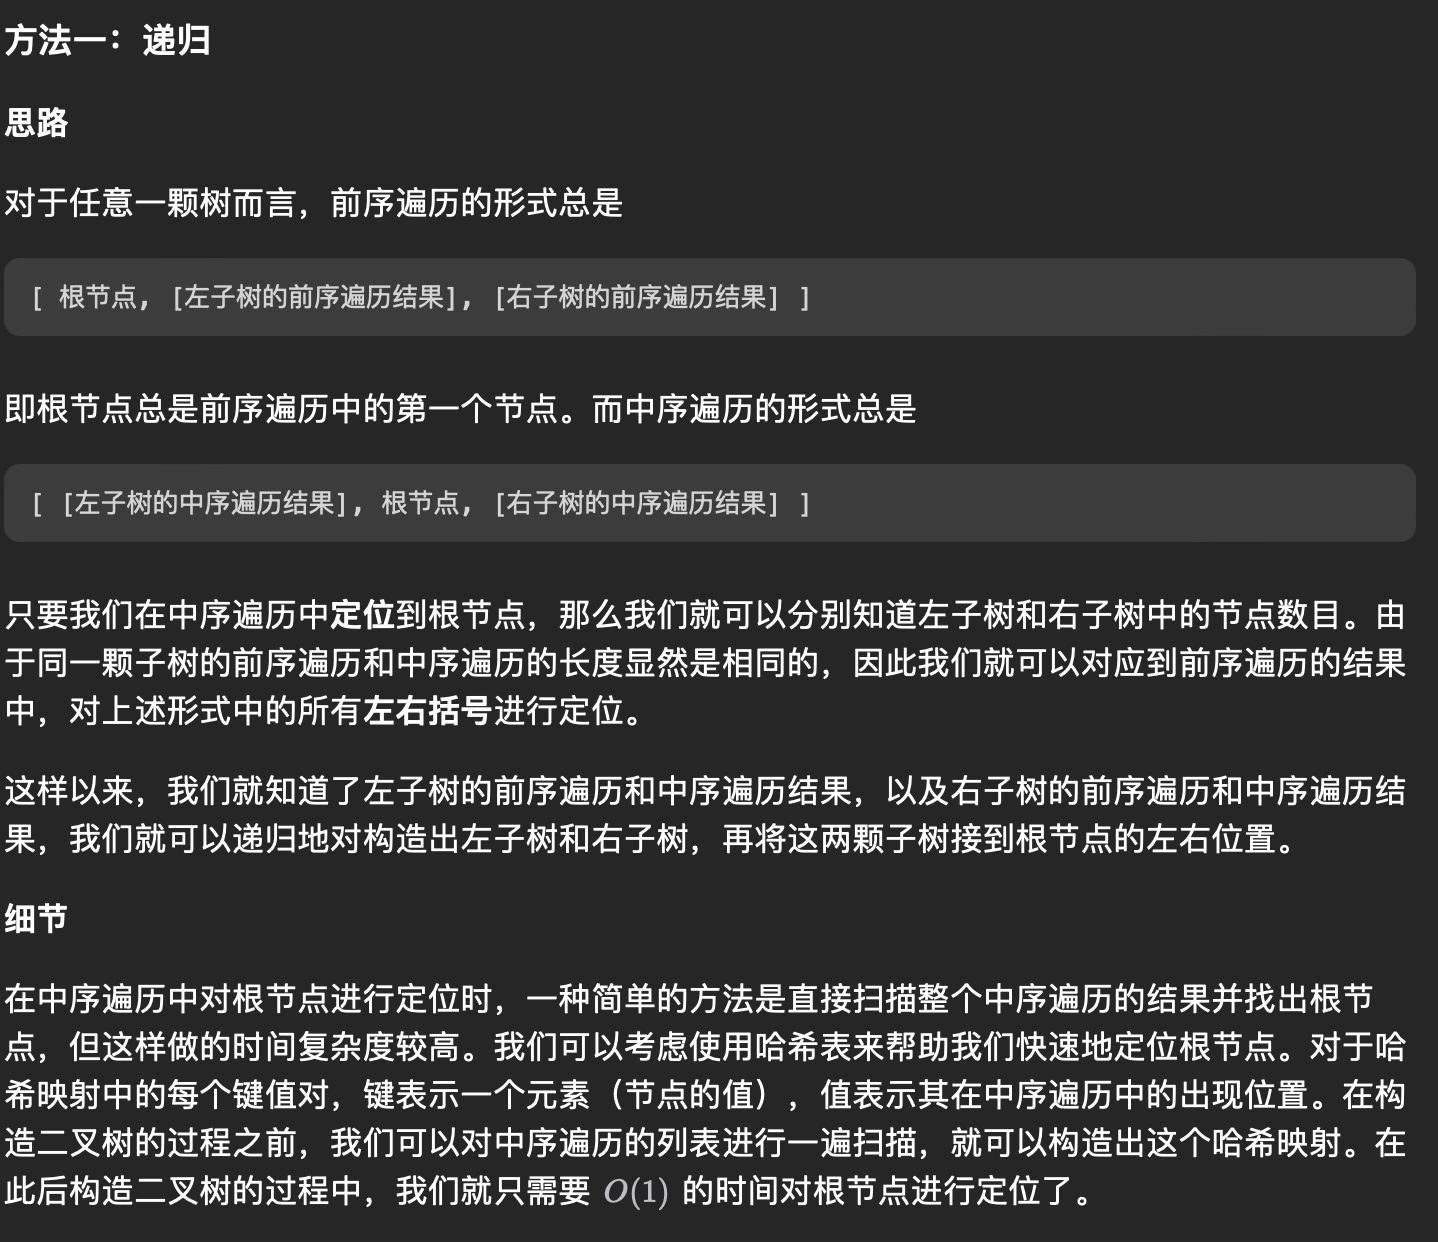 方法一：递归
思路
对于任意一颗树而言，前序遍历的形式总是
[ 根节点, [左子树的前序遍历结果], [右子树的前序遍历结果] ]
即根节点总是前序遍历中的第一个节点。而中序遍历的形式总是
[ [左子树的中序遍历结果], 根节点, [右子树的中序遍历结果] ]
只要我们在中序遍历中定位到根节点，那么我们就可以分别知道左子树和右子树中的节点数目。由
于同一颗子树的前序遍历和中序遍历的长度显然是相同的，因此我们就可以对应到前序遍历的结果
中，对上述形式中的所有左右括号进行定位。
这样以来，我们就知道了左子树的前序遍历和中序遍历结果，以及右子树的前序遍历和中序遍历结
果，我们就可以递归地对构造出左子树和右子树，再将这两颗子树接到根节点的左右位置。
细节
在中序遍历中对根节点进行定位时，一种简单的方法是直接扫描整个中序遍历的结果并找出根节
点，但这样做的时间复杂度较高。我们可以考虑使用哈希表来帮助我们快速地定位根节点。对于哈
希映射中的每个键值对，键表示一个元素（节点的值），值表示其在中序遍历中的出现位置。在构
造二叉树的过程之前，我们可以对中序遍历的列表进行一遍扫描，就可以构造出这个哈希映射。在
此后构造二叉树的过程中，我们就只需要 O(1) 的时间对根节点进行定位了。